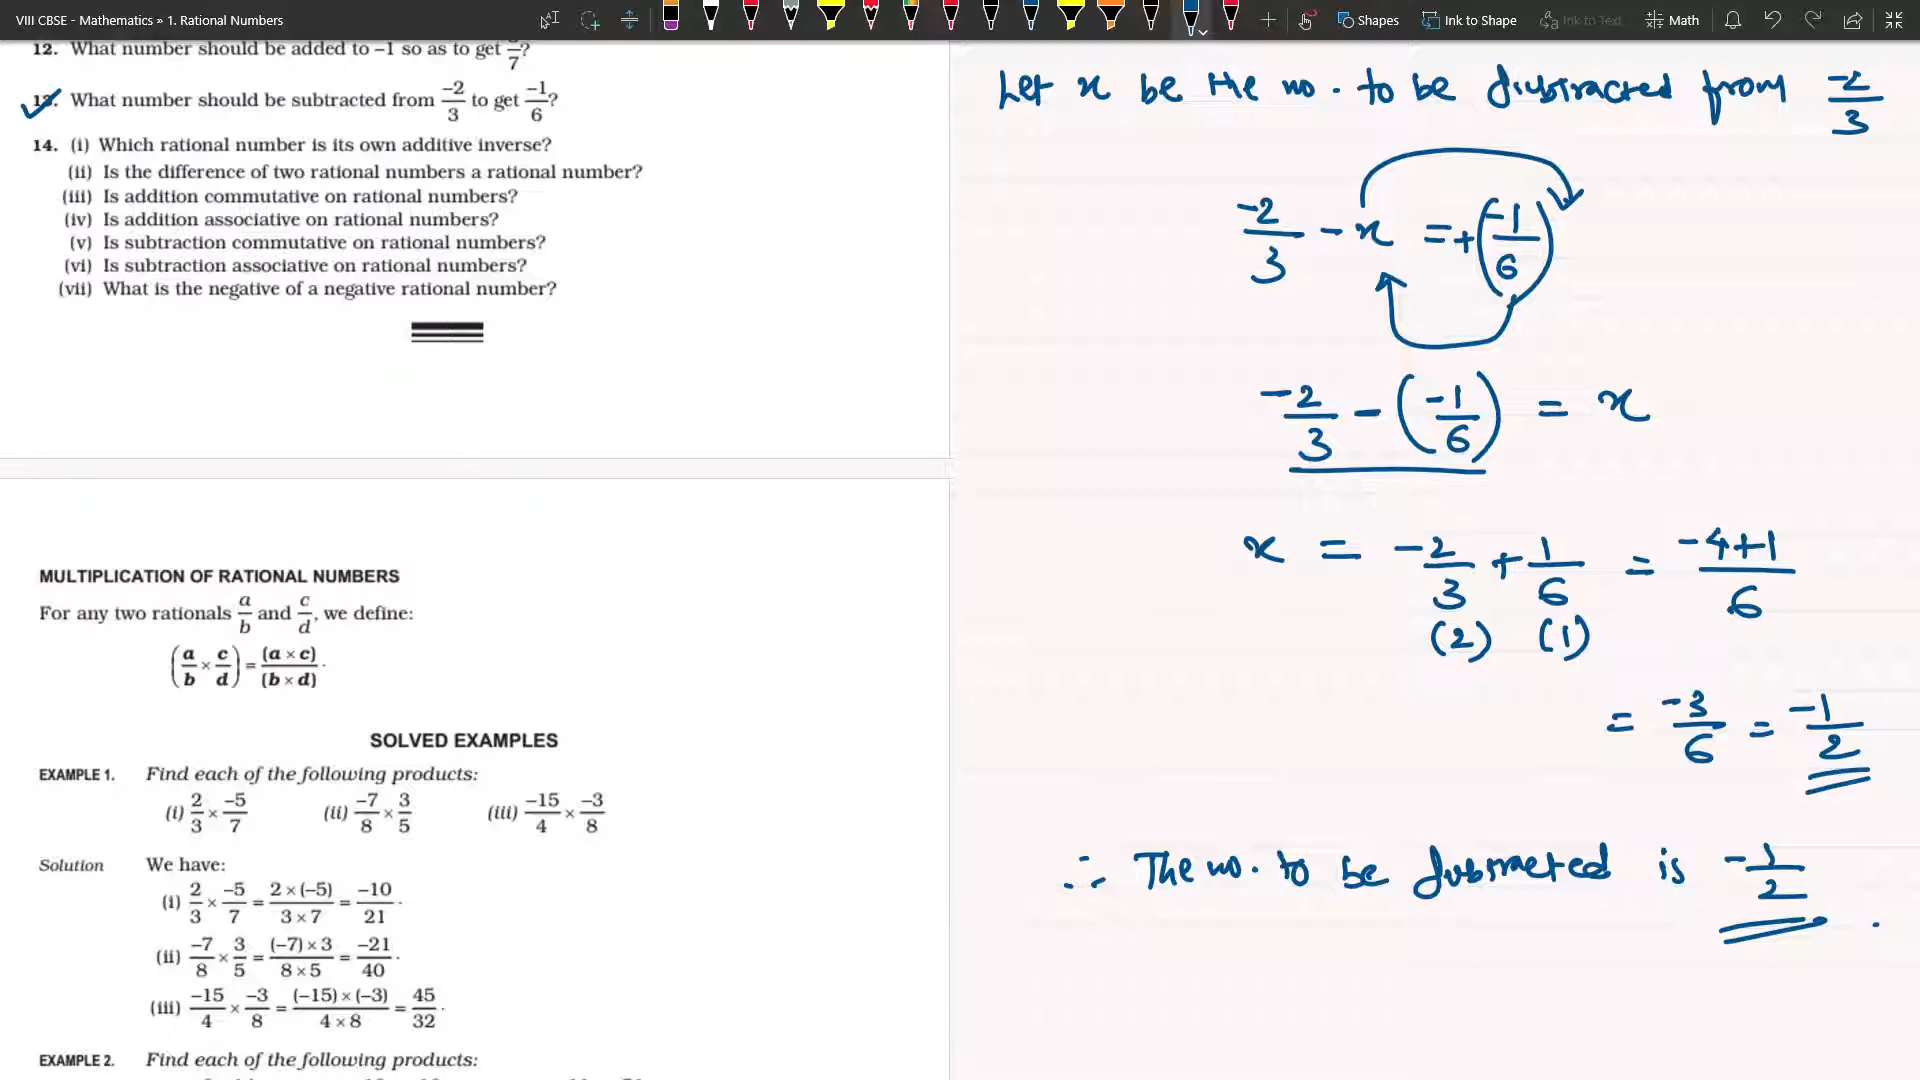 VIII CBSE - Mathematics » 1. Rational Numbers
Shapes Ink to Shape Ink to Text Math
12. What number should be added to –1 so as to get /7?
13. What number should be subtracted from -2/3 to get -1/6?
14. (i) Which rational number is its own additive inverse?
(ii) Is the difference of two rational numbers a rational number?
(iii) Is addition commutative on rational numbers?
(iv) Is addition associative on rational numbers?
(v) Is subtraction commutative on rational numbers?
(vi) Is subtraction associative on rational numbers?
(vii) What is the negative of a negative rational number?
MULTIPLICATION OF RATIONAL NUMBERS
For any two rationals a/b and c/d, we define:
(a/b × c/d) = (a × c)/(b × d).
SOLVED EXAMPLES
EXAMPLE 1. Find each of the following products:
(i) 2/3 × -5/7 (ii) -7/8 × 3/5 (iii) -15/4 × -3/8
Solution We have:
(i) 2/3 × -5/7 = 2 × (-5)/3 × 7 = -10/21.
(ii) -7/8 × 3/5 = (-7) × 3/8 × 5 = -21/40.
(iii) -15/4 × -3/8 = (-15) × (-3)/4 × 8 = 45/32.
EXAMPLE 2. Find each of the following products:
Let x be the no. to be subtracted from -2/3
-2/3 - x = +(-1/6)
-2/3 - (-1/6) = x
x = -2/3 + 1/6 = -4+1/6
(2) (1)
= -3/6 = -1/2
∴ The no. to be subtracted is -1/2.